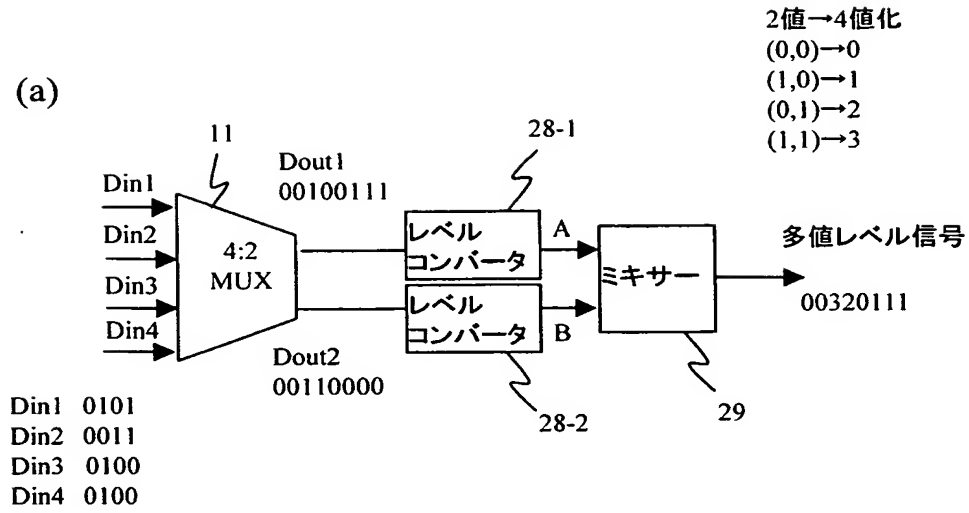 2値→4値化
(0,0)→0
(1,0)→1
(0,1)→2
(1,1)→3
(a)
11
28-1
Dout1
00100111
Din1
Din2
Din3
Din4
4:2
MUX
レベル
コンバータ
A
レベル
コンバータ
B
ミキサー
多値レベル信号
00320111
Dout2
00110000
28-2
29
Din1 0101
Din2 0011
Din3 0100
Din4 0100